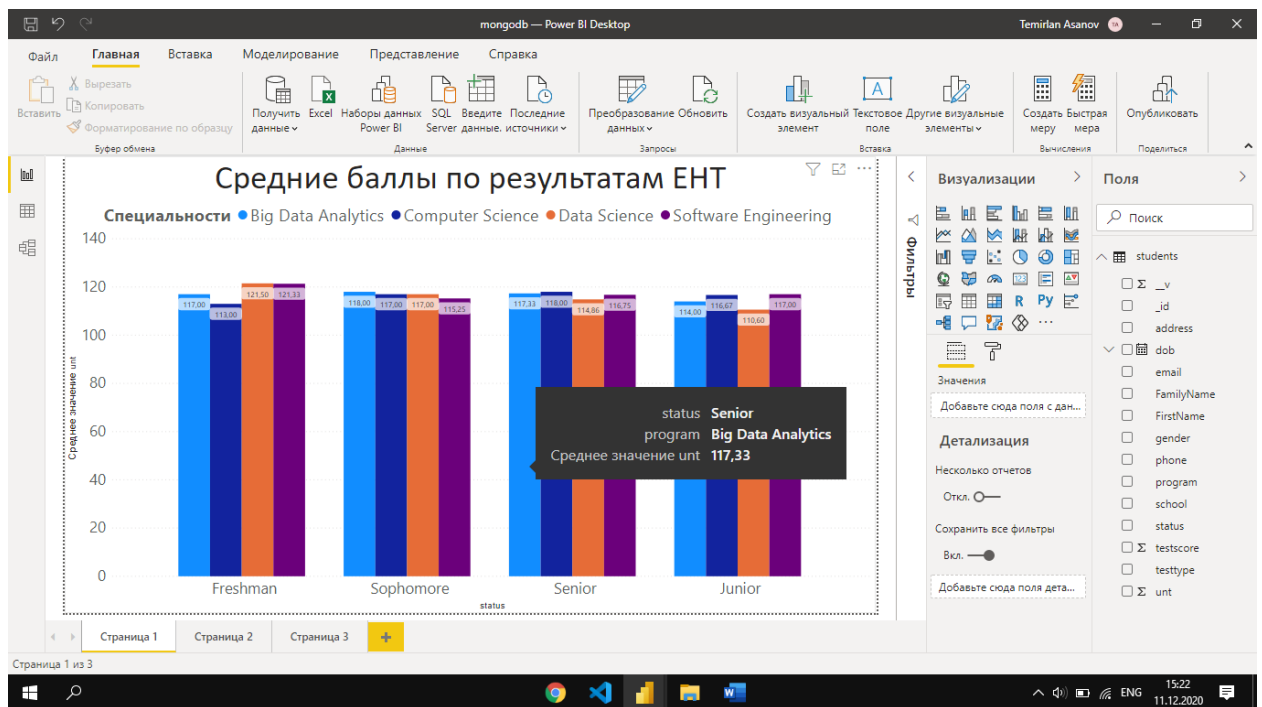 mongodb — Power BI Desktop
Temirlan Asanov
TA
Файл Главная Вставка Моделирование Представление Справка
Вставить
Вырезать
Копировать
Форматирование по образцу
Буфер обмена
Получить данные
Excel
Наборы данных Power BI
SQL Server
Введите данные.
Последние источники
Данные
Преобразование данных
Обновить
Запросы
Создать визуальный элемент
Текстовое поле
Другие визуальные элементы
Вставка
Создать меру
Быстрая мера
Вычисления
Опубликовать
Поделиться
Средние баллы по результатам ЕНТ
Специальности Big Data Analytics Computer Science Data Science Software Engineering
140
120
100
80
60
40
20
0
Среднее значение unt
117,00 113,00 121,50 121,33
118,00 117,00 117,00 115,25
117,33 118,00 114,86 116,75
114,00 116,67 110,60 117,00
status Senior
program Big Data Analytics
Среднее значение unt 117,33
Freshman Sophomore Senior Junior
status
Фильтры
Визуализации
R Py
123
Значения
Добавьте сюда поля с дан...
Детализация
Несколько отчетов
Откл.
Сохранить все фильтры
Вкл.
Добавьте сюда поля дета...
Поля
Поиск
students
Σ __v
_id
address
dob
email
FamilyName
FirstName
gender
phone
program
school
status
Σ testscore
testtype
Σ unt
Страница 1 Страница 2 Страница 3 +
Страница 1 из 3
ENG
15:22
11.12.2020